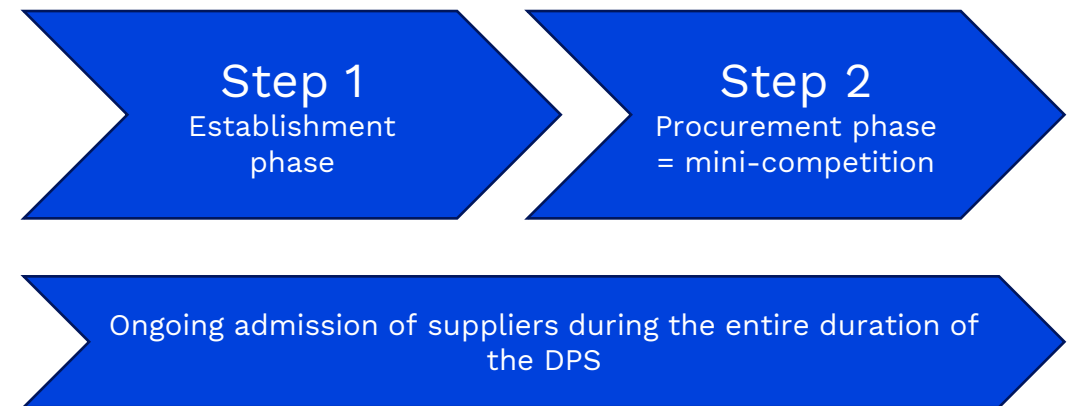 Step 1
Establishment
phase
Step 2
Procurement phase
= mini-competition
Ongoing admission of suppliers during the entire duration of
the DPS